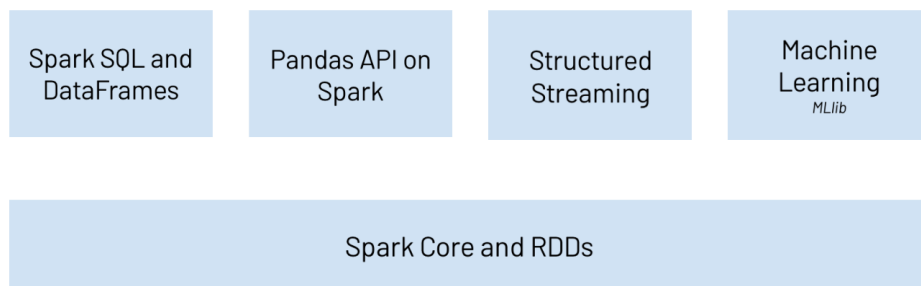 Spark SQL and
DataFrames
Pandas API on
Spark
Structured
Streaming
Machine
Learning
MLlib
Spark Core and RDDs